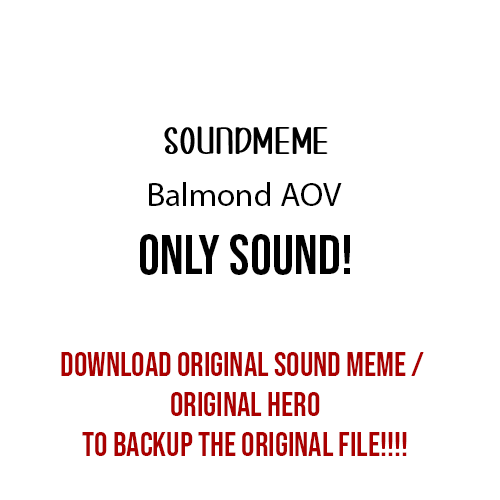 SOUNDMEME
Balmond AOV
ONLY SOUND!
DOWNLOAD ORIGINAL SOUND MEME /
ORIGINAL HERO
TO BACKUP THE ORIGINAL FILE!!!!